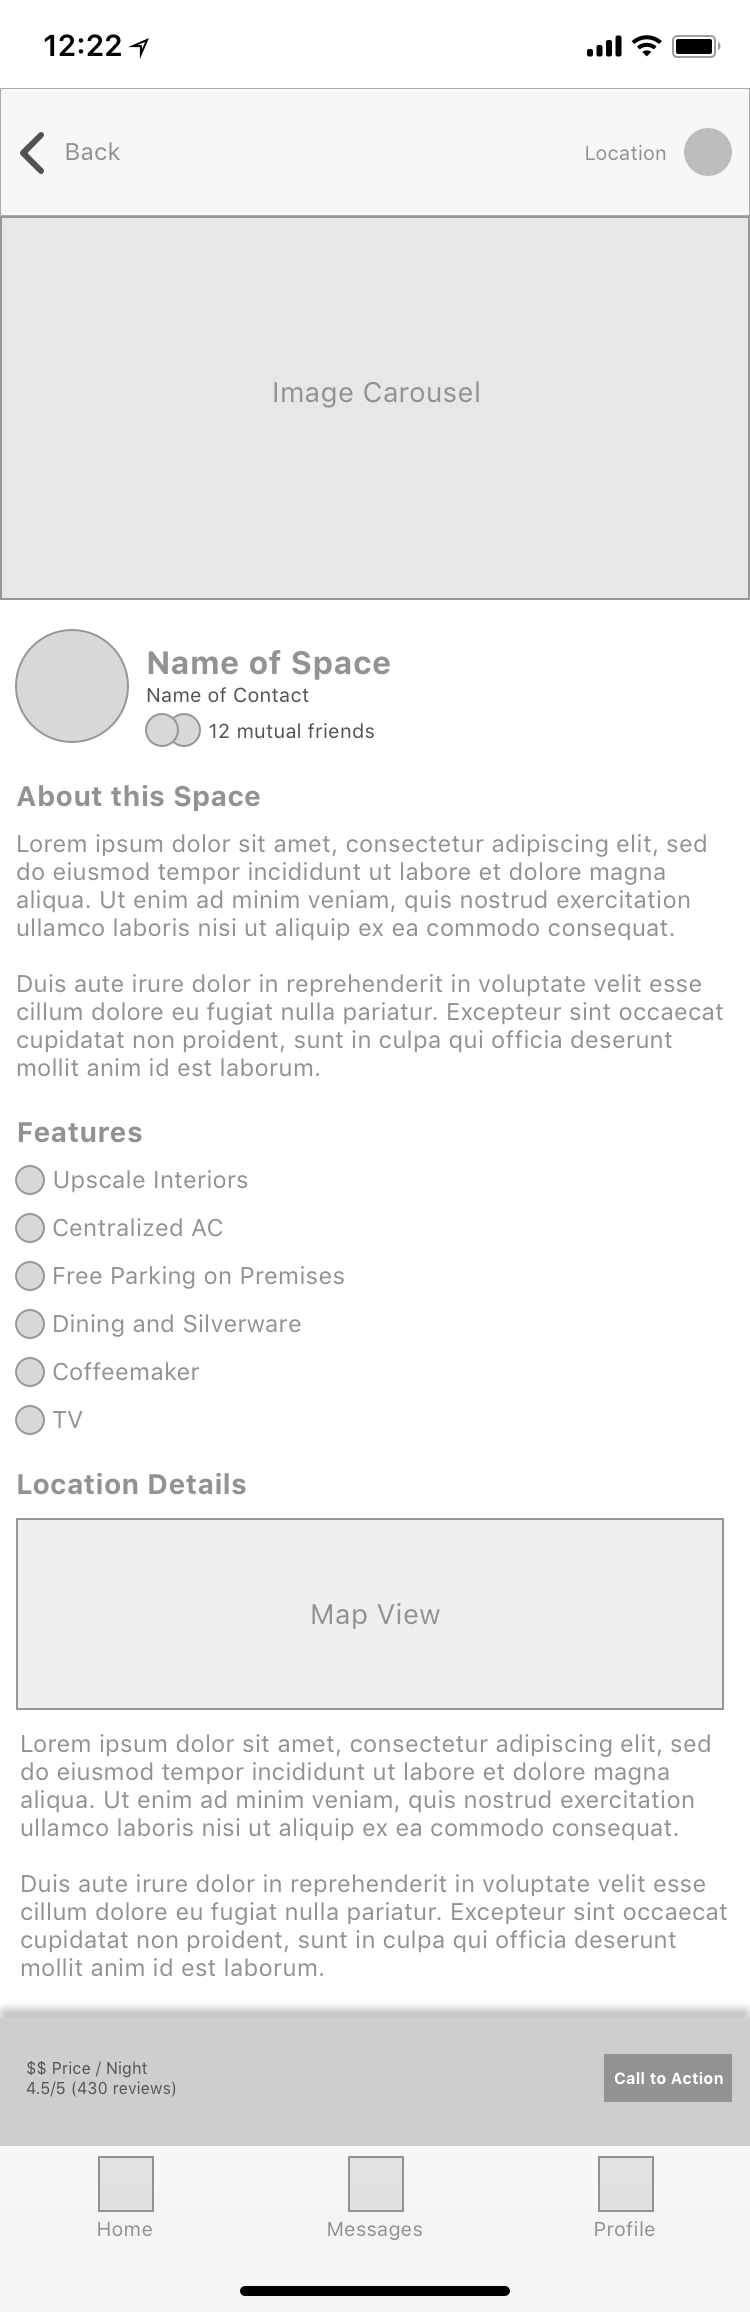 12:22
Back
Location
Image Carousel
Name of Space
Name of Contact
12 mutual friends
About this Space
Lorem ipsum dolor sit amet, consectetur adipiscing elit, sed
do eiusmod tempor incididunt ut labore et dolore magna
aliqua. Ut enim ad minim veniam, quis nostrud exercitation
ullamco laboris nisi ut aliquip ex ea commodo consequat.
Duis aute irure dolor in reprehenderit in voluptate velit esse
cillum dolore eu fugiat nulla pariatur. Excepteur sint occaecat
cupidatat non proident, sunt in culpa qui officia deserunt
mollit anim id est laborum.
Features
Upscale Interiors
Centralized AC
Free Parking on Premises
Dining and Silverware
Coffeemaker
TV
Location Details
Map View
Lorem ipsum dolor sit amet, consectetur adipiscing elit, sed
do eiusmod tempor incididunt ut labore et dolore magna
aliqua. Ut enim ad minim veniam, quis nostrud exercitation
ullamco laboris nisi ut aliquip ex ea commodo consequat.
Duis aute irure dolor in reprehenderit in voluptate velit esse
cillum dolore eu fugiat nulla pariatur. Excepteur sint occaecat
cupidatat non proident, sunt in culpa qui officia deserunt
mollit anim id est laborum.
$$ Price / Night
4.5/5 (430 reviews)
Call to Action
Home
Messages
Profile